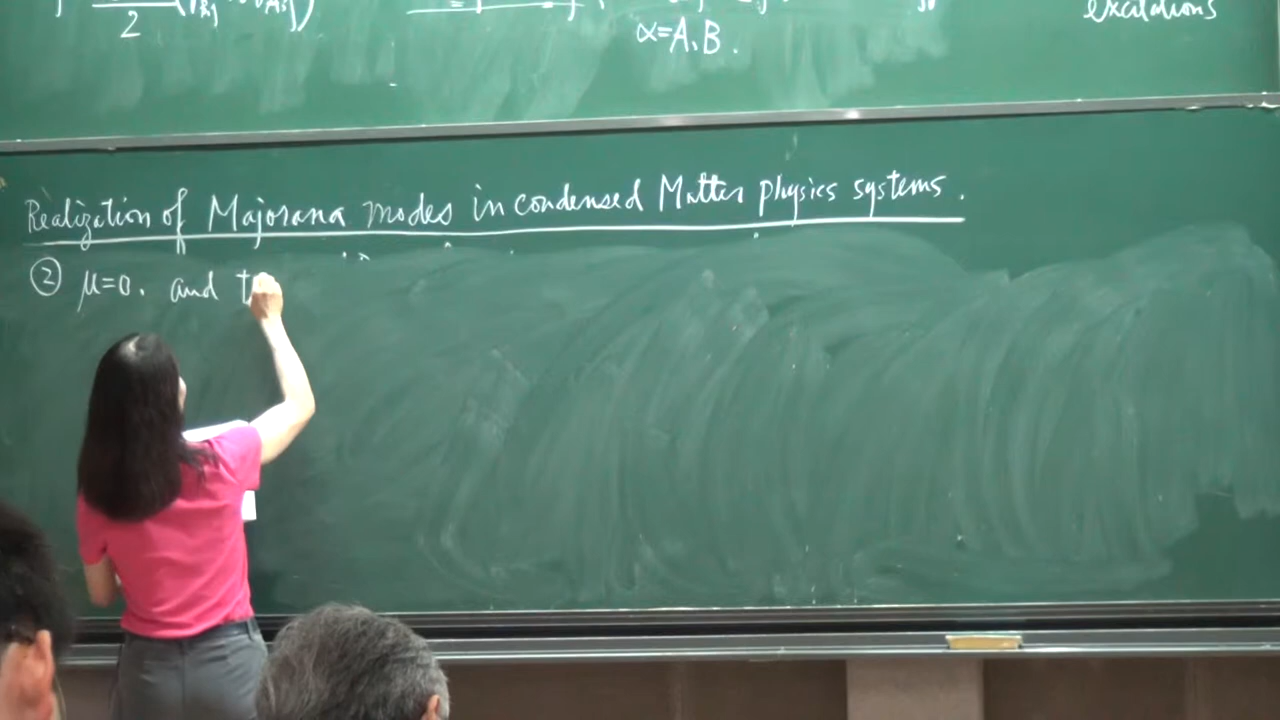 2
α=A,B.
excitations
Realization of Majorana modes in condensed Matter physics systems.
② μ=0. and t